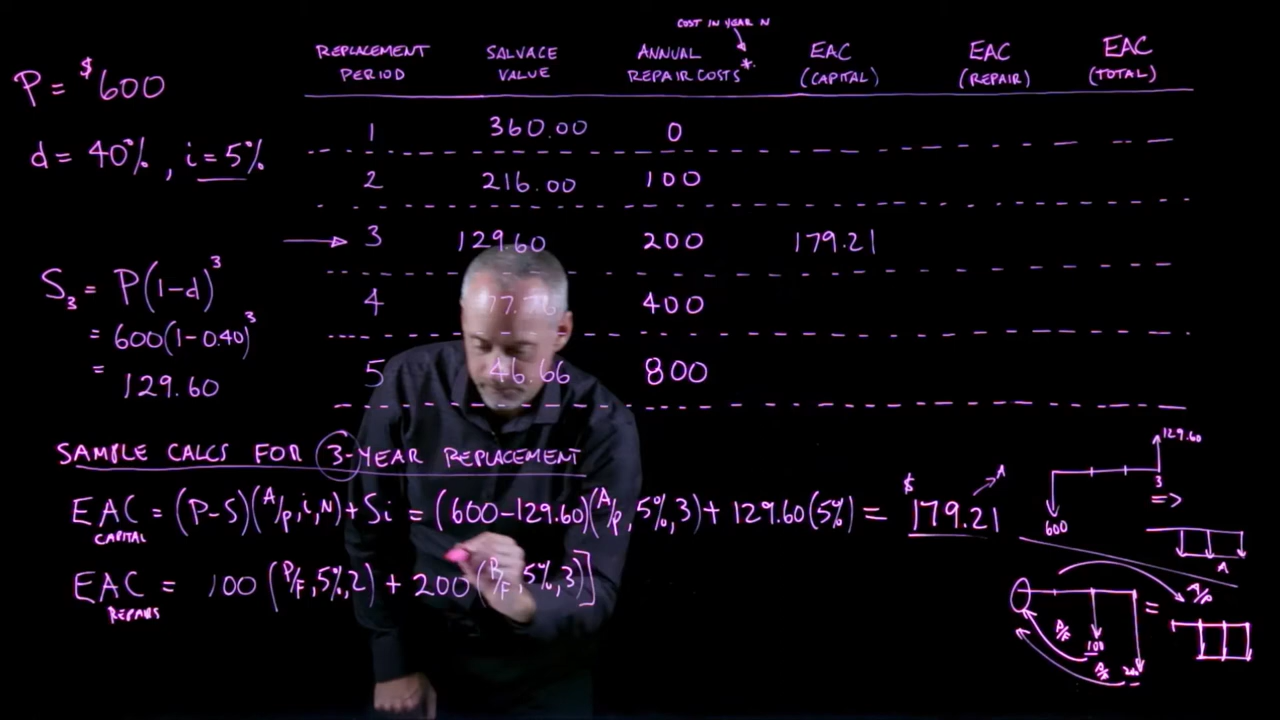 COST IN YEAR N
REPLACEMENT PERIOD SALVAGE VALUE ANNUAL REPAIR COSTS* EAC (CAPITAL) EAC (REPAIR) EAC (TOTAL)
P = $600
d = 40%, i = 5%
1 360.00 0
2 216.00 100
3 129.60 200 179.21
4 77.76 400
5 46.66 800
S₃ = P(1-d)³
= 600(1-0.40)³
= 129.60
SAMPLE CALCS FOR 3-YEAR REPLACEMENT
EAC CAPITAL = (P-S)(A/P, i, N) + Si = (600-129.60)(A/P, 5%, 3) + 129.60(5%) = $179.21 A
EAC REPAIRS = 100 (P/F, 5%, 2) + 200 (P/F, 5%, 3)]
129.60
3
600
=>
A
A/P
=
P/F
100